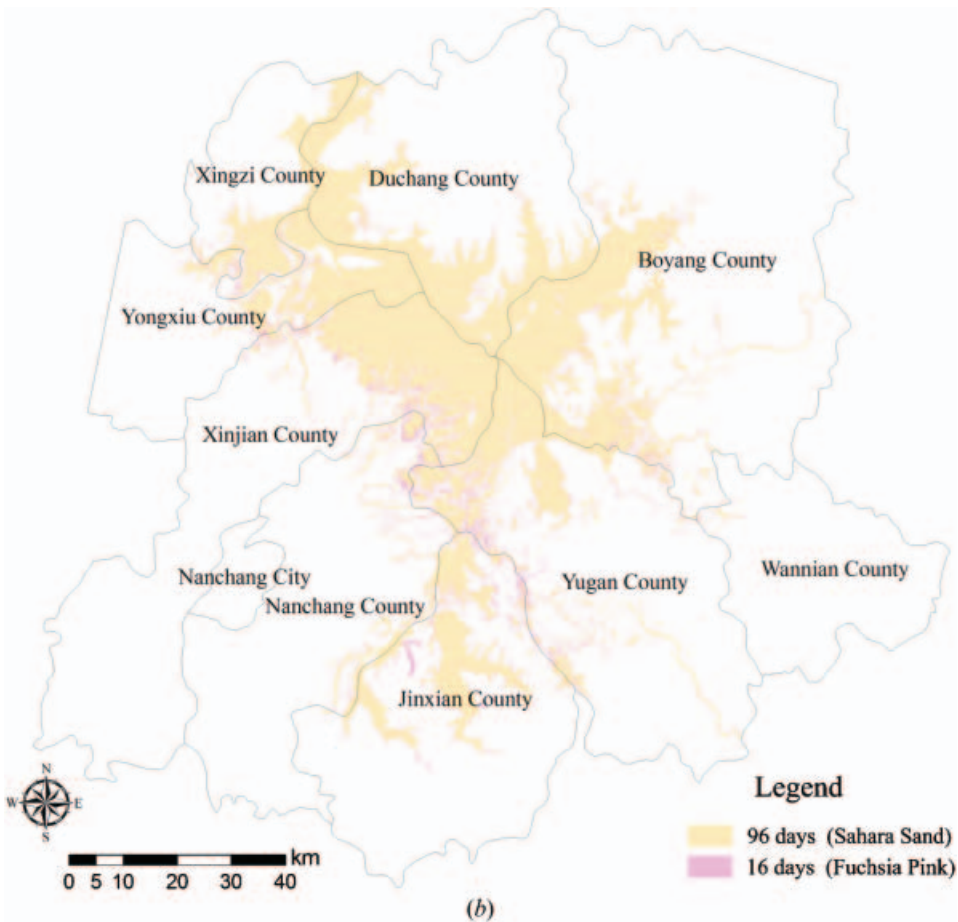 Xingzi County
Duchang County
Boyang County
Yongxiu County
Xinjian County
Nanchang City
Nanchang County
Yugan County
Wannian County
Jinxian County
N
W E
S
Legend
96 days (Sahara Sand)
16 days (Fuchsia Pink)
km
0 5 10 20 30 40
(b)